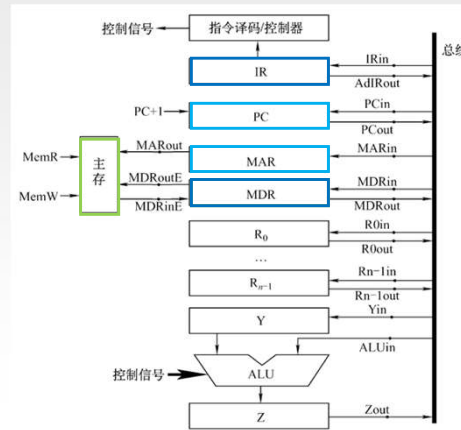 控制信号
指令译码/控制器
总线
IRin
IR
AdIRout
PC+1
PC
PCin
PCout
MARout
MAR
MARin
MemR
主存
MDRoutE
MDR
MDRin
MemW
MDRinE
MDRout
R0
R0in
R0out
...
Rn-1
Rn-1in
Rn-1out
Y
Yin
ALUin
控制信号
ALU
Z
Zout